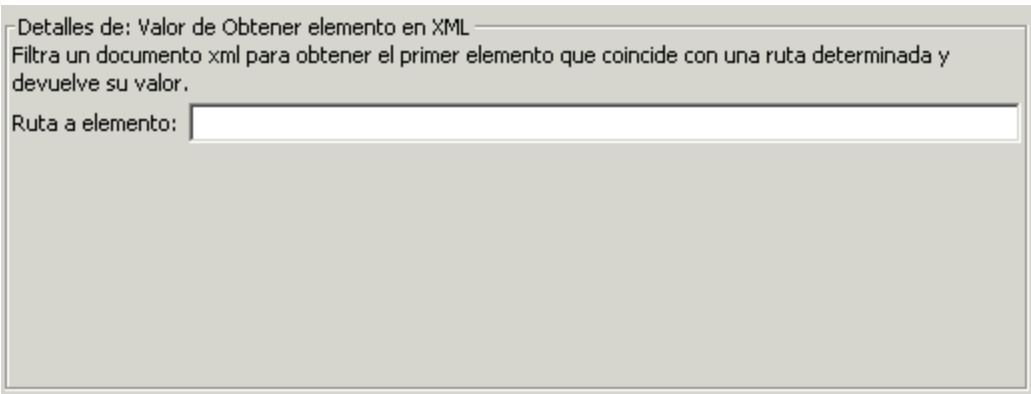 Detalles de: Valor de Obtener elemento en XML
Filtra un documento xml para obtener el primer elemento que coincide con una ruta determinada y
devuelve su valor.
Ruta a elemento: